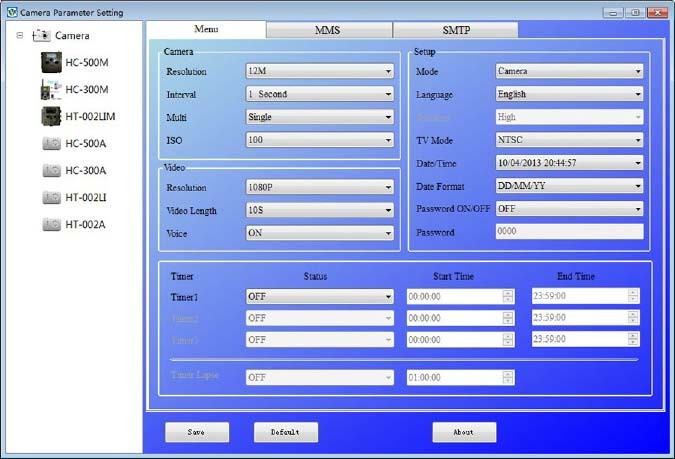 Camera Parameter Setting
Camera
HC-500M
HC-300M
HT-002LIM
HC-500A
HC-300A
HT-002LI
HT-002A
Menu MMS SMTP
Camera
Resolution 12M
Interval 1 Second
Multi Single
ISO 100
Video
Resolution 1080P
Video Length 10S
Voice ON
Setup
Mode Camera
Language English
High
TV Mode NTSC
Date/Time 10/04/2013 20:44:57
Date Format DD/MM/YY
Password ON/OFF OFF
Password 0000
Timer Status Start Time End Time
Timer1 OFF 00:00:00 23:59:00
Timer2 OFF 00:00:00 23:59:00
Timer3 OFF 00:00:00 23:59:00
Timer Lapse OFF 01:00:00
Save Default About